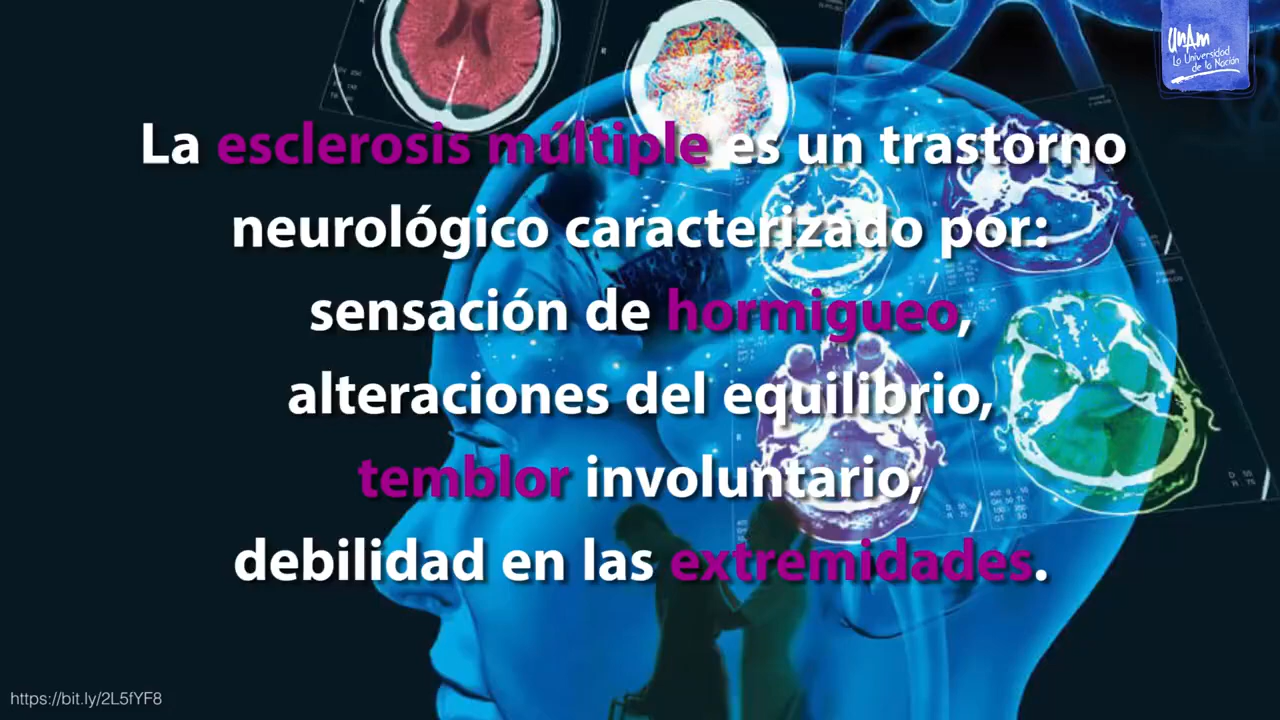 UnAm
La Universidad
de la Nación
La esclerosis múltiple es un trastorno
neurológico caracterizado por:
sensación de hormigueo,
alteraciones del equilibrio,
temblor involuntario,
debilidad en las extremidades.
https://bit.ly/2L5fYF8